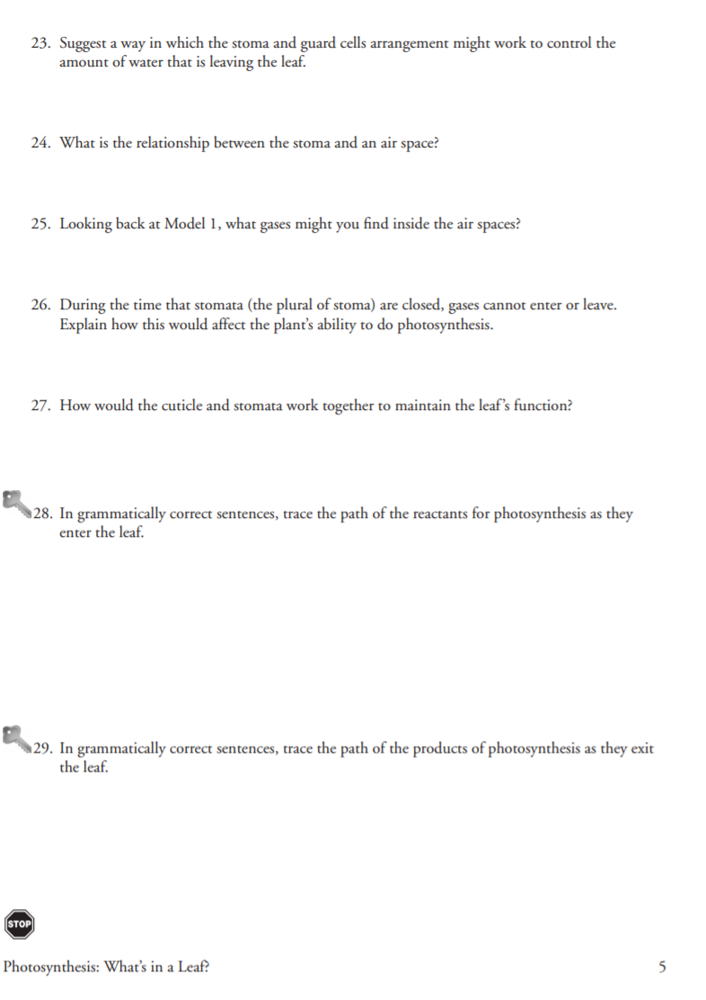 23. Suggest a way in which the stoma and guard cells arrangement might work to control the
amount of water that is leaving the leaf.
24. What is the relationship between the stoma and an air space?
25. Looking back at Model 1, what gases might you find inside the air spaces?
26. During the time that stomata (the plural of stoma) are closed, gases cannot enter or leave.
Explain how this would affect the plant's ability to do photosynthesis.
27. How would the cuticle and stomata work together to maintain the leaf's function?
28. In grammatically correct sentences, trace the path of the reactants for photosynthesis as they
enter the leaf.
29. In grammatically correct sentences, trace the path of the products of photosynthesis as they exit
the leaf.
STOP
Photosynthesis: What's in a Leaf? 5